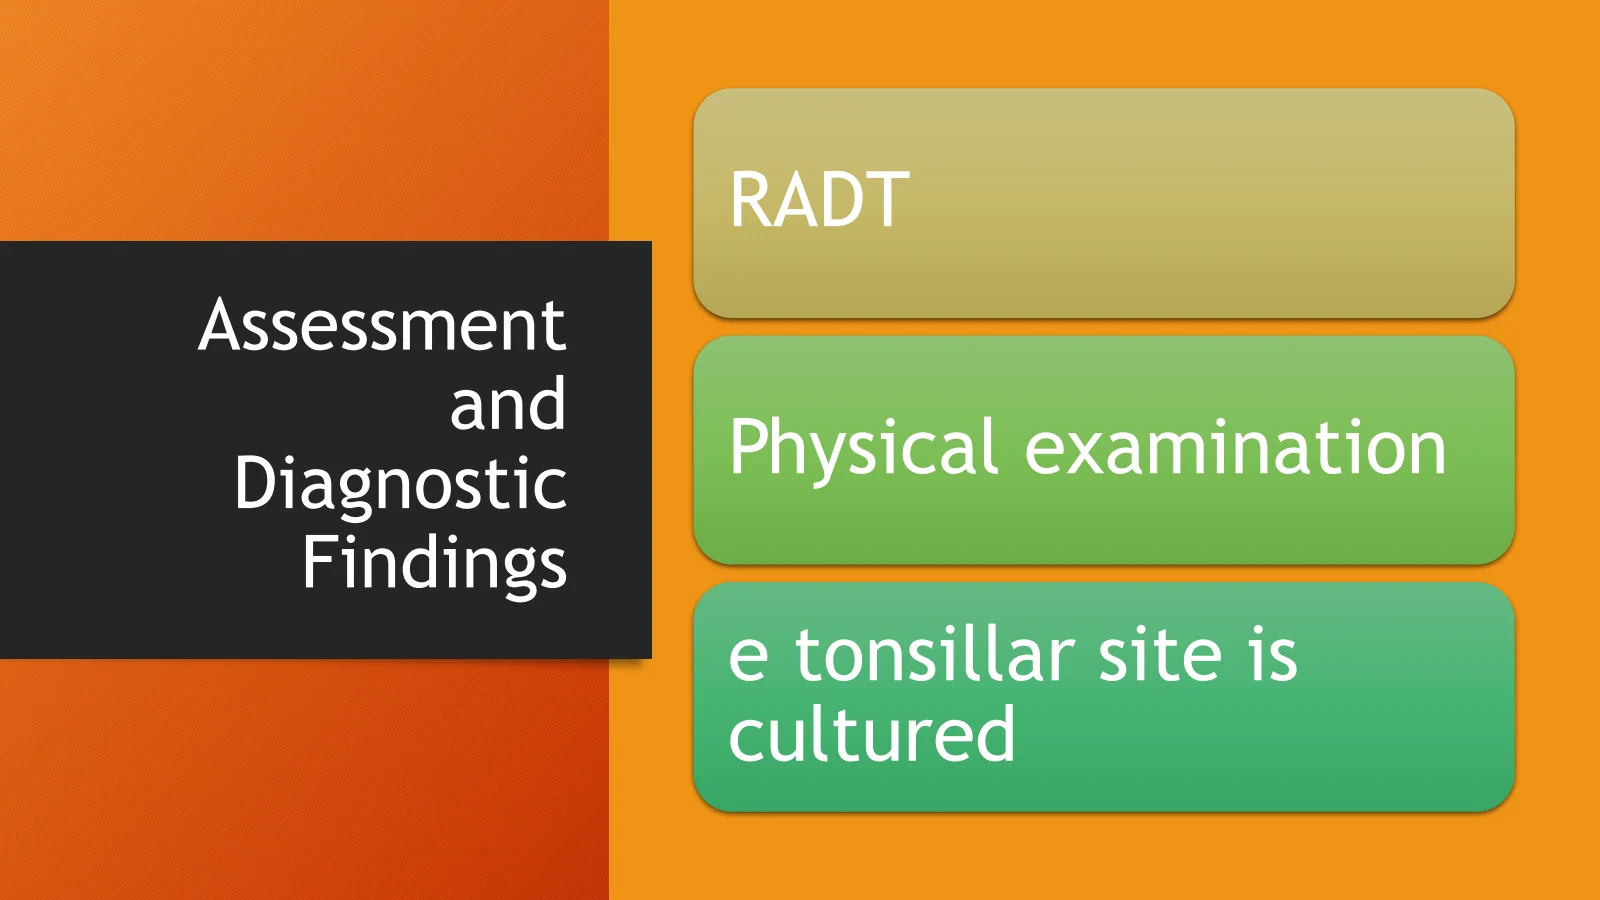 Assessment
and
Diagnostic
Findings
RADT
Physical examination
e tonsillar site is
cultured